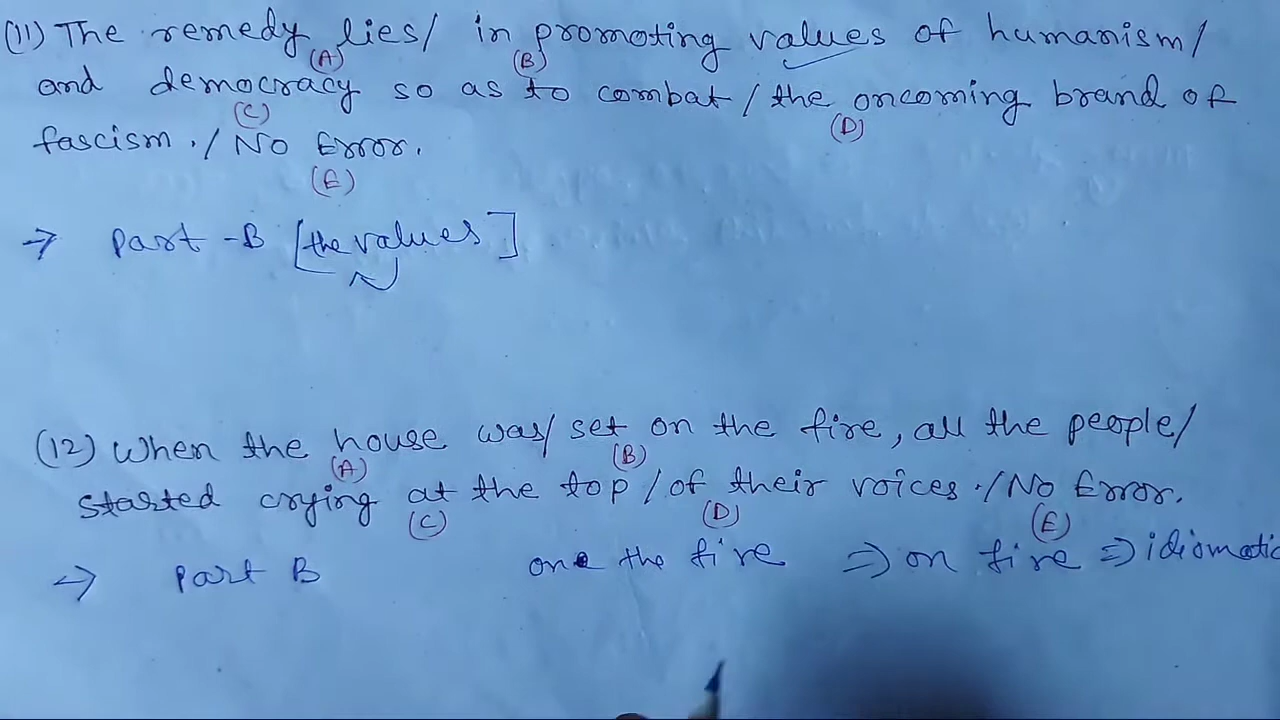 (11) The remedy lies/ in promoting values of humanism/
(A) (B)
and democracy so as to combat / the oncoming brand of
(C) (D)
fascism ./ No Error.
(E)
→ Part -B [the values]
(12) When the house was/ set on the fire, all the people/
(A) (B)
started crying at the top / of their voices ./ No Error.
(C) (D) (E)
→ Part B one the fire ⇒ on fire ⇒ idiomatic